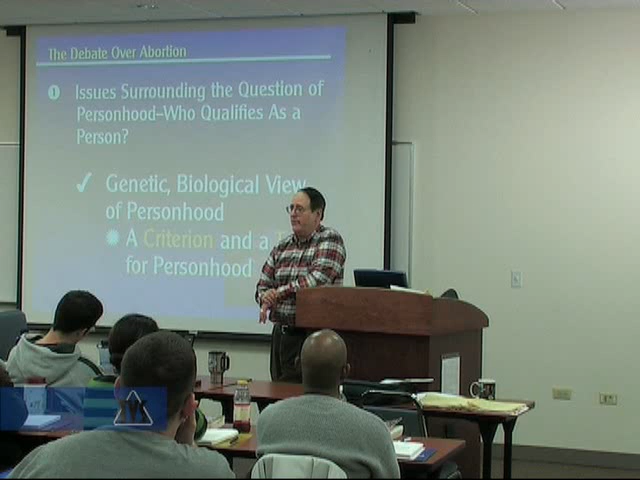 The Debate Over Abortion
1 Issues Surrounding the Question of
Personhood–Who Qualifies As a
Person?
✓ Genetic, Biological View
of Personhood
A Criterion and a
for Personhood